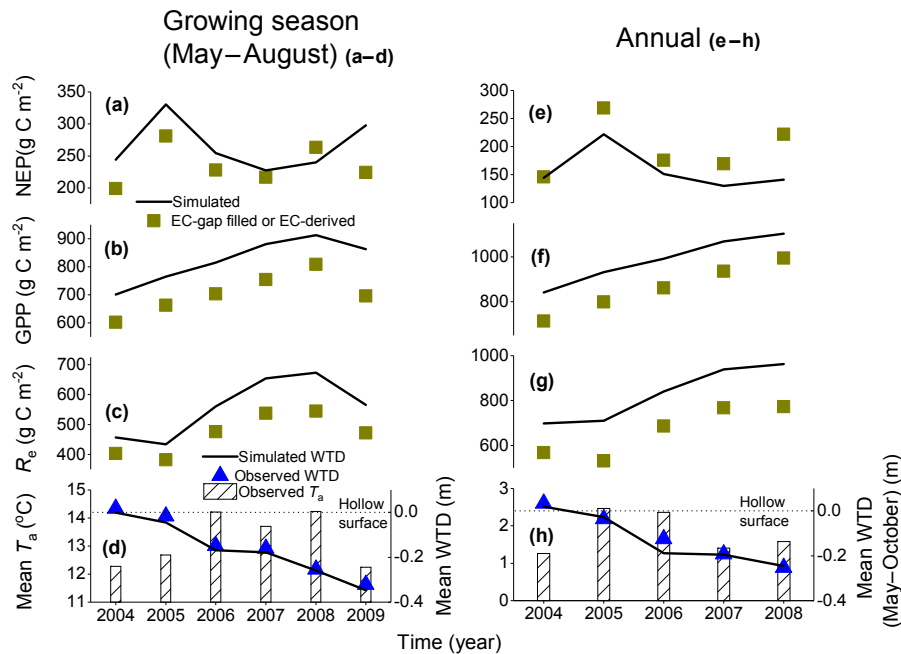 Growing season
(May–August) (a–d)
Annual (e–h)
NEP(g C m-2)
350
300
250
200
(a)
Simulated
EC-gap filled or EC-derived
300
250
200
150
100
(e)
GPP (g C m-2)
900
800
700
600
(b)
1000
800
(f)
Re (g C m-2)
700
600
500
400
(c)
Simulated WTD
Observed WTD
Observed Ta
1000
800
600
(g)
Mean Ta (oC)
15
14
13
12
11
(d)
Hollow
surface
0.0
-0.2
-0.4
Mean WTD (m)
2004 2005 2006 2007 2008 2009
3
2
1
0
(h)
Hollow
surface
0.0
-0.2
-0.4
Mean WTD (m)
(May–October)
2004 2005 2006 2007 2008
Time (year)